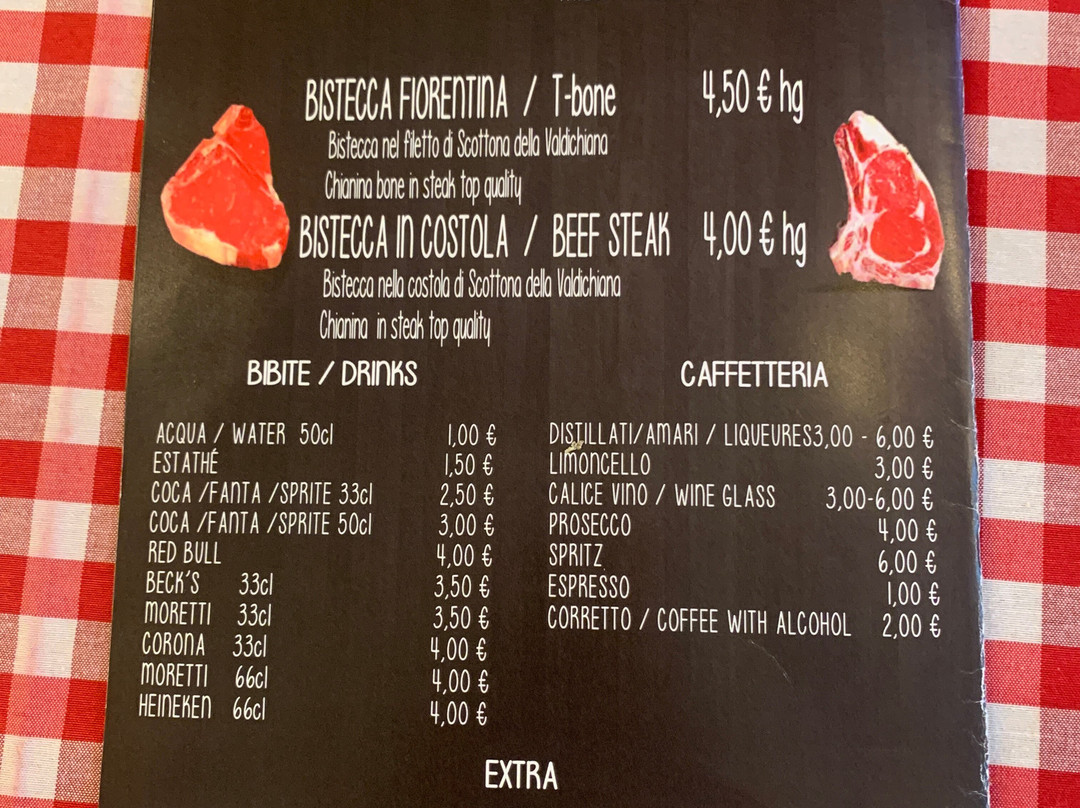 BISTECCA FIORENTINA / T-bone 4,50 € hg
Bistecca nel filetto di Scottona della Valdichiana
Chianina bone in steak top quality
BISTECCA IN COSTOLA / BEEF STEAK 4,00 € hg
Bistecca nella costola di Scottona della Valdichiana
Chianina in steak top quality
BIBITE / DRINKS
ACQUA / WATER 50cl 1,00 €
ESTATHÉ 1,50 €
COCA /FANTA /SPRITE 33cl 2,50 €
COCA /FANTA /SPRITE 50cl 3,00 €
RED BULL 4,00 €
BECK'S 33cl 3,50 €
MORETTI 33cl 3,50 €
CORONA 33cl 4,00 €
MORETTI 66cl 4,00 €
HEINEKEN 66cl 4,00 €
CAFFETTERIA
DISTILLATI/AMARI / LIQUEURES3,00 - 6,00 €
LIMONCELLO 3,00 €
CALICE VINO / WINE GLASS 3,00-6,00 €
PROSECCO 4,00 €
SPRITZ 6,00 €
ESPRESSO 1,00 €
CORRETTO / COFFEE WITH ALCOHOL 2,00 €
EXTRA